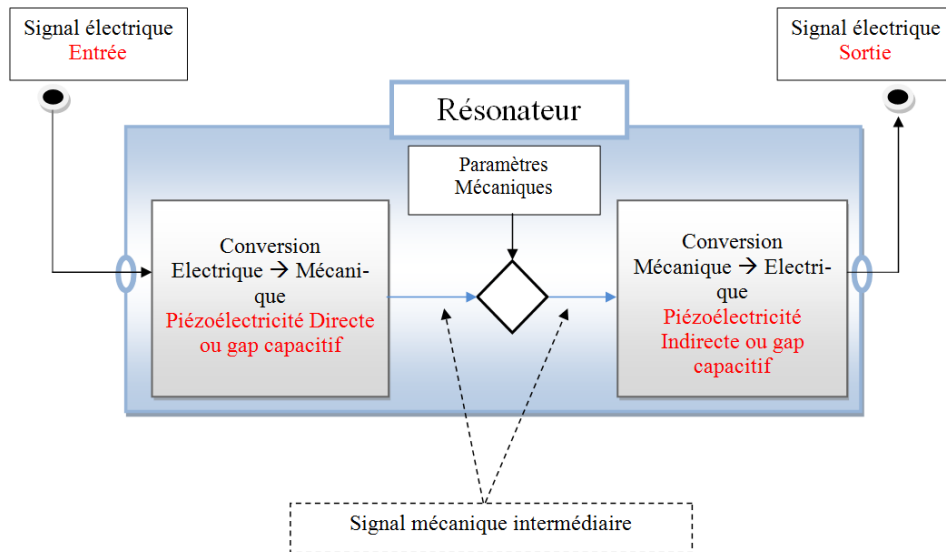 Signal électrique
Entrée
Signal électrique
Sortie
Résonateur
Paramètres
Mécaniques
Conversion
Electrique → Mécani-
que
Piézoélectricité Directe
ou gap capacitif
Conversion
Mécanique → Electri-
que
Piézoélectricité
Indirecte ou gap
capacitif
Signal mécanique intermédiaire